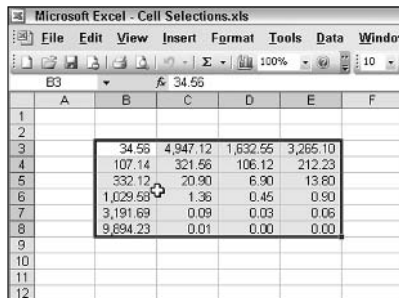 Microsoft Excel - Cell Selections.xls
File Edit View Insert Format Tools Data Windo
Σ 100% 10
B3 fx 34.56
A B C D E F
1
2
3 34.56 4,947.12 1,632.55 3,265.10
4 107.14 321.56 106.12 212.23
5 332.12 20.90 6.90 13.80
6 1,029.58 1.36 0.45 0.90
7 3,191.69 0.09 0.03 0.06
8 9,894.23 0.01 0.00 0.00
9
10
11
12